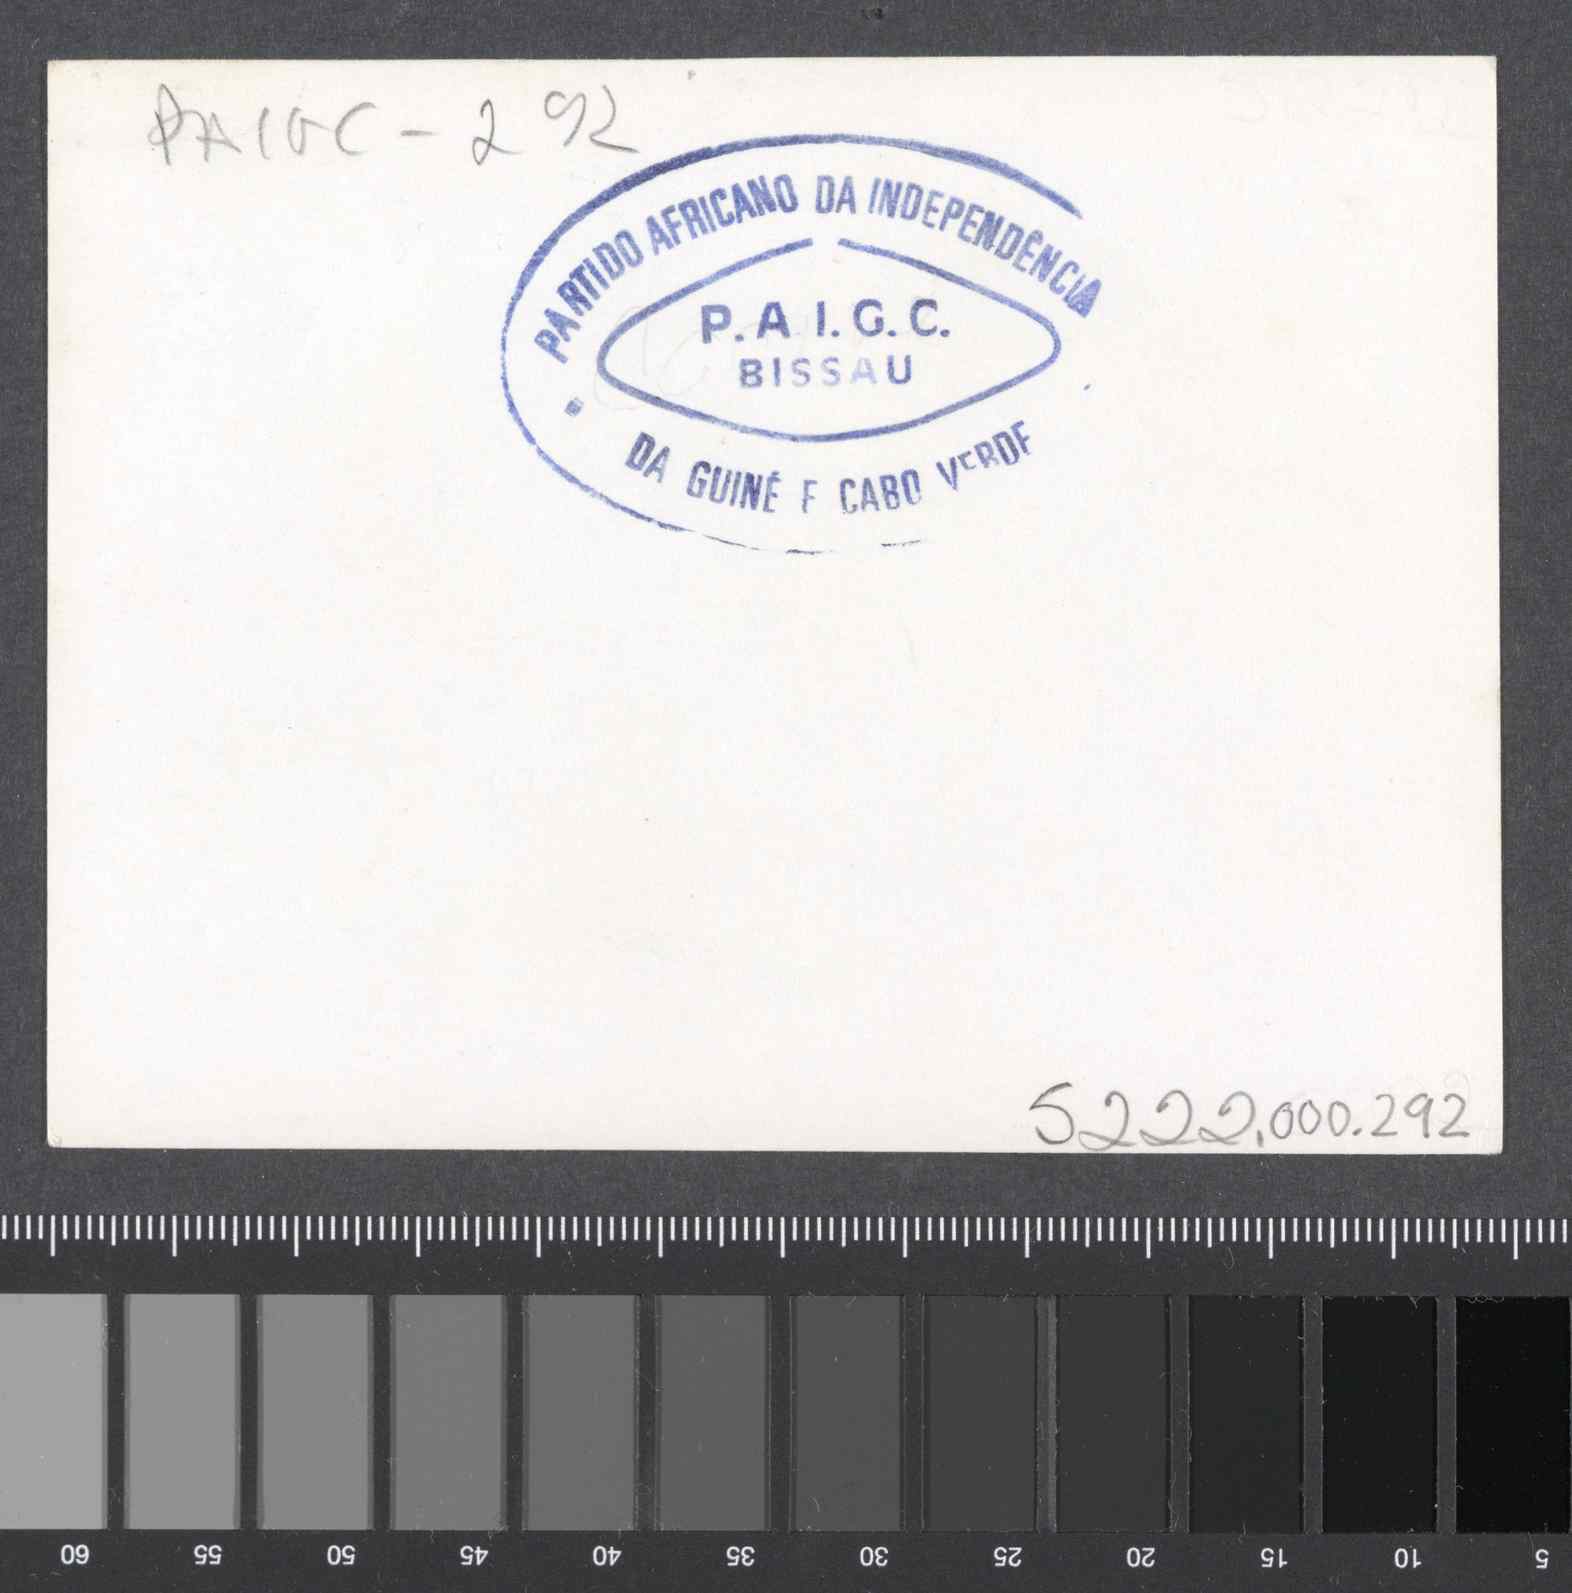 PAIGC - 292
PARTIDO AFRICANO DA INDEPENDÊNCIA
P.A I.G.C.
BISSAU
DA GUINÉ E CABO VERDE
5222.000.292
60 55 50 45 40 35 30 25 20 15 10 5